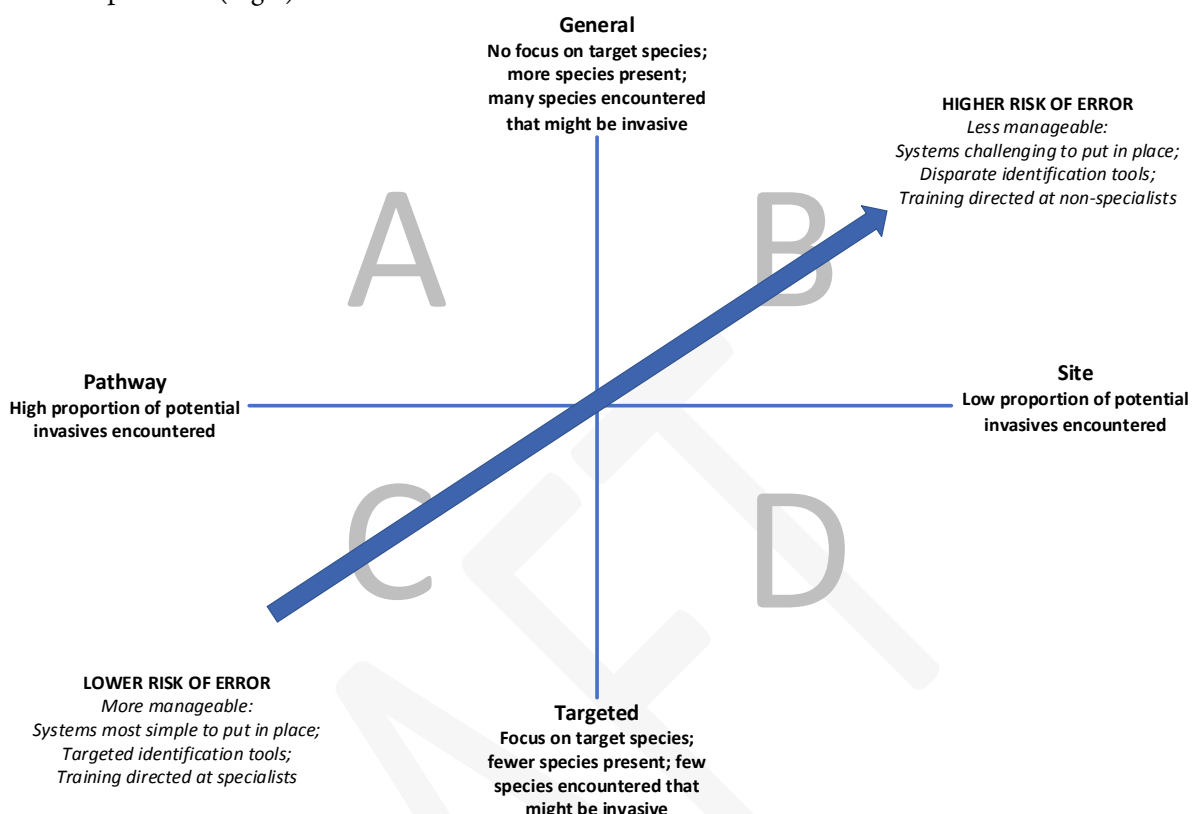 General
No focus on target species;
more species present;
many species encountered
that might be invasive
HIGHER RISK OF ERROR
Less manageable:
Systems challenging to put in place;
Disparate identification tools;
Training directed at non-specialists
A
B
Pathway
High proportion of potential
invasives encountered
Site
Low proportion of potential
invasives encountered
C
D
LOWER RISK OF ERROR
More manageable:
Systems most simple to put in place;
Targeted identification tools;
Training directed at specialists
Targeted
Focus on target species;
fewer species present; few
species encountered that
might be invasive